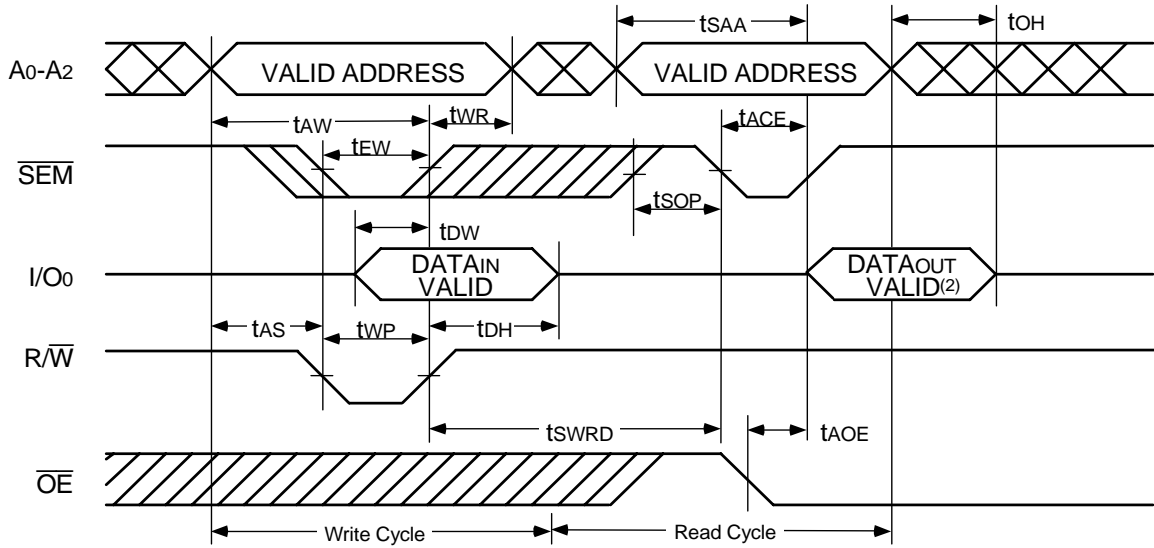 tSAA
tOH
A0-A2
VALID ADDRESS
VALID ADDRESS
tAW
tWR
tACE
tEW
SEM
tSOP
tDW
I/O0
DATAIN
VALID
DATAOUT
VALID(2)
tAS
tWP
tDH
R/W
tSWRD
tAOE
OE
Write Cycle
Read Cycle